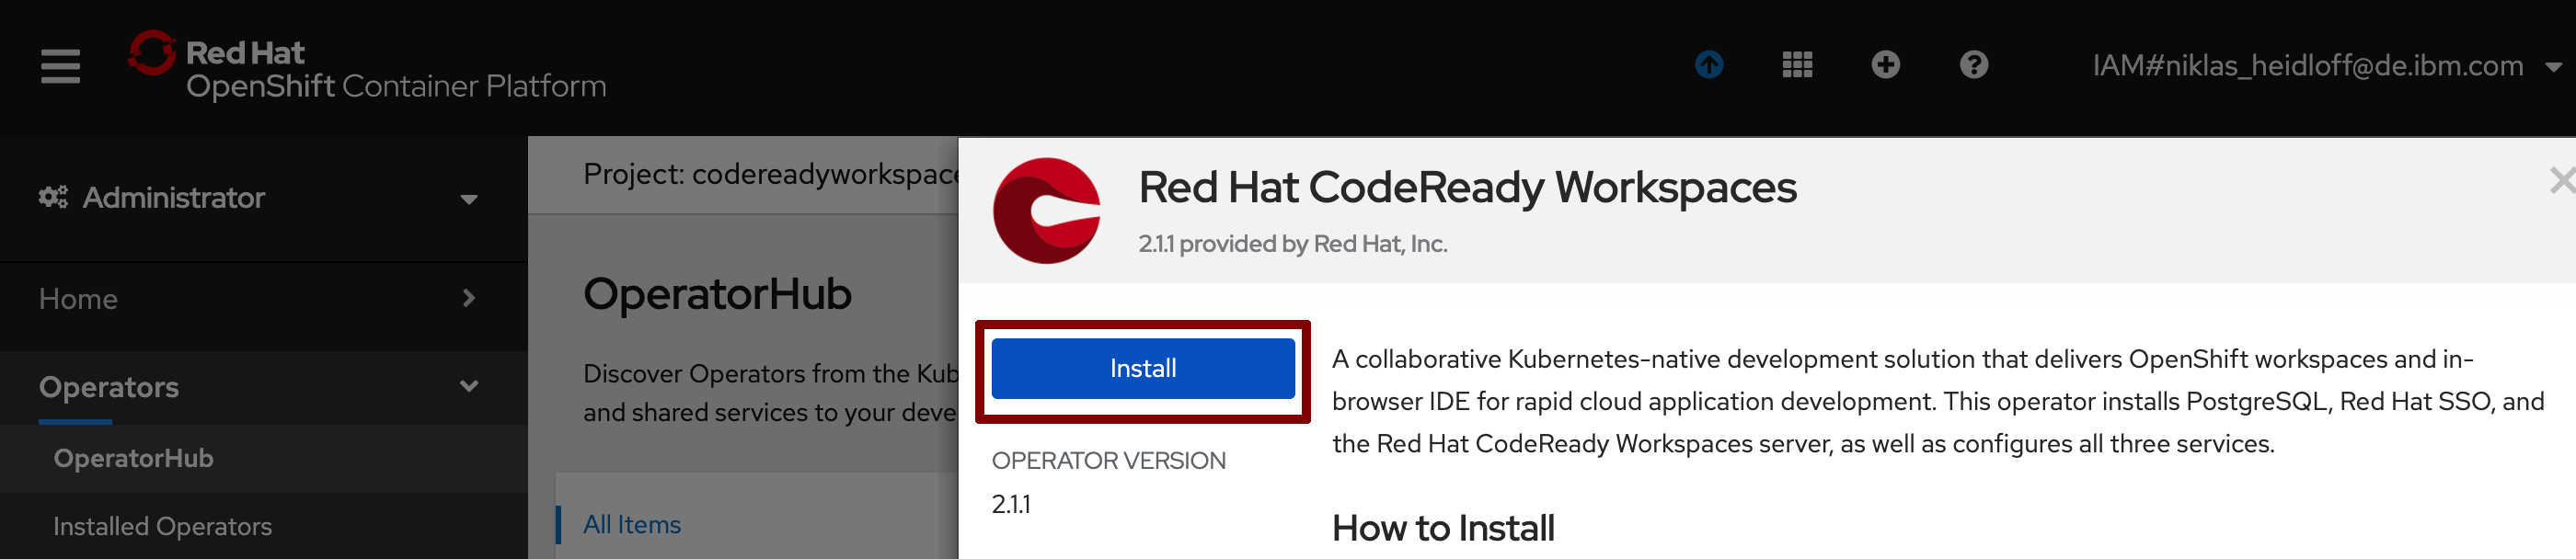 Red Hat
OpenShift Container Platform
IAM#niklas_heidloff@de.ibm.com
Administrator
Home
Operators
OperatorHub
Installed Operators
Project: codereadyworkspace
OperatorHub
Discover Operators from the Kub
and shared services to your deve
All Items
Red Hat CodeReady Workspaces
2.1.1 provided by Red Hat, Inc.
Install
OPERATOR VERSION
2.1.1
A collaborative Kubernetes-native development solution that delivers OpenShift workspaces and in-
browser IDE for rapid cloud application development. This operator installs PostgreSQL, Red Hat SSO, and
the Red Hat CodeReady Workspaces server, as well as configures all three services.
How to Install